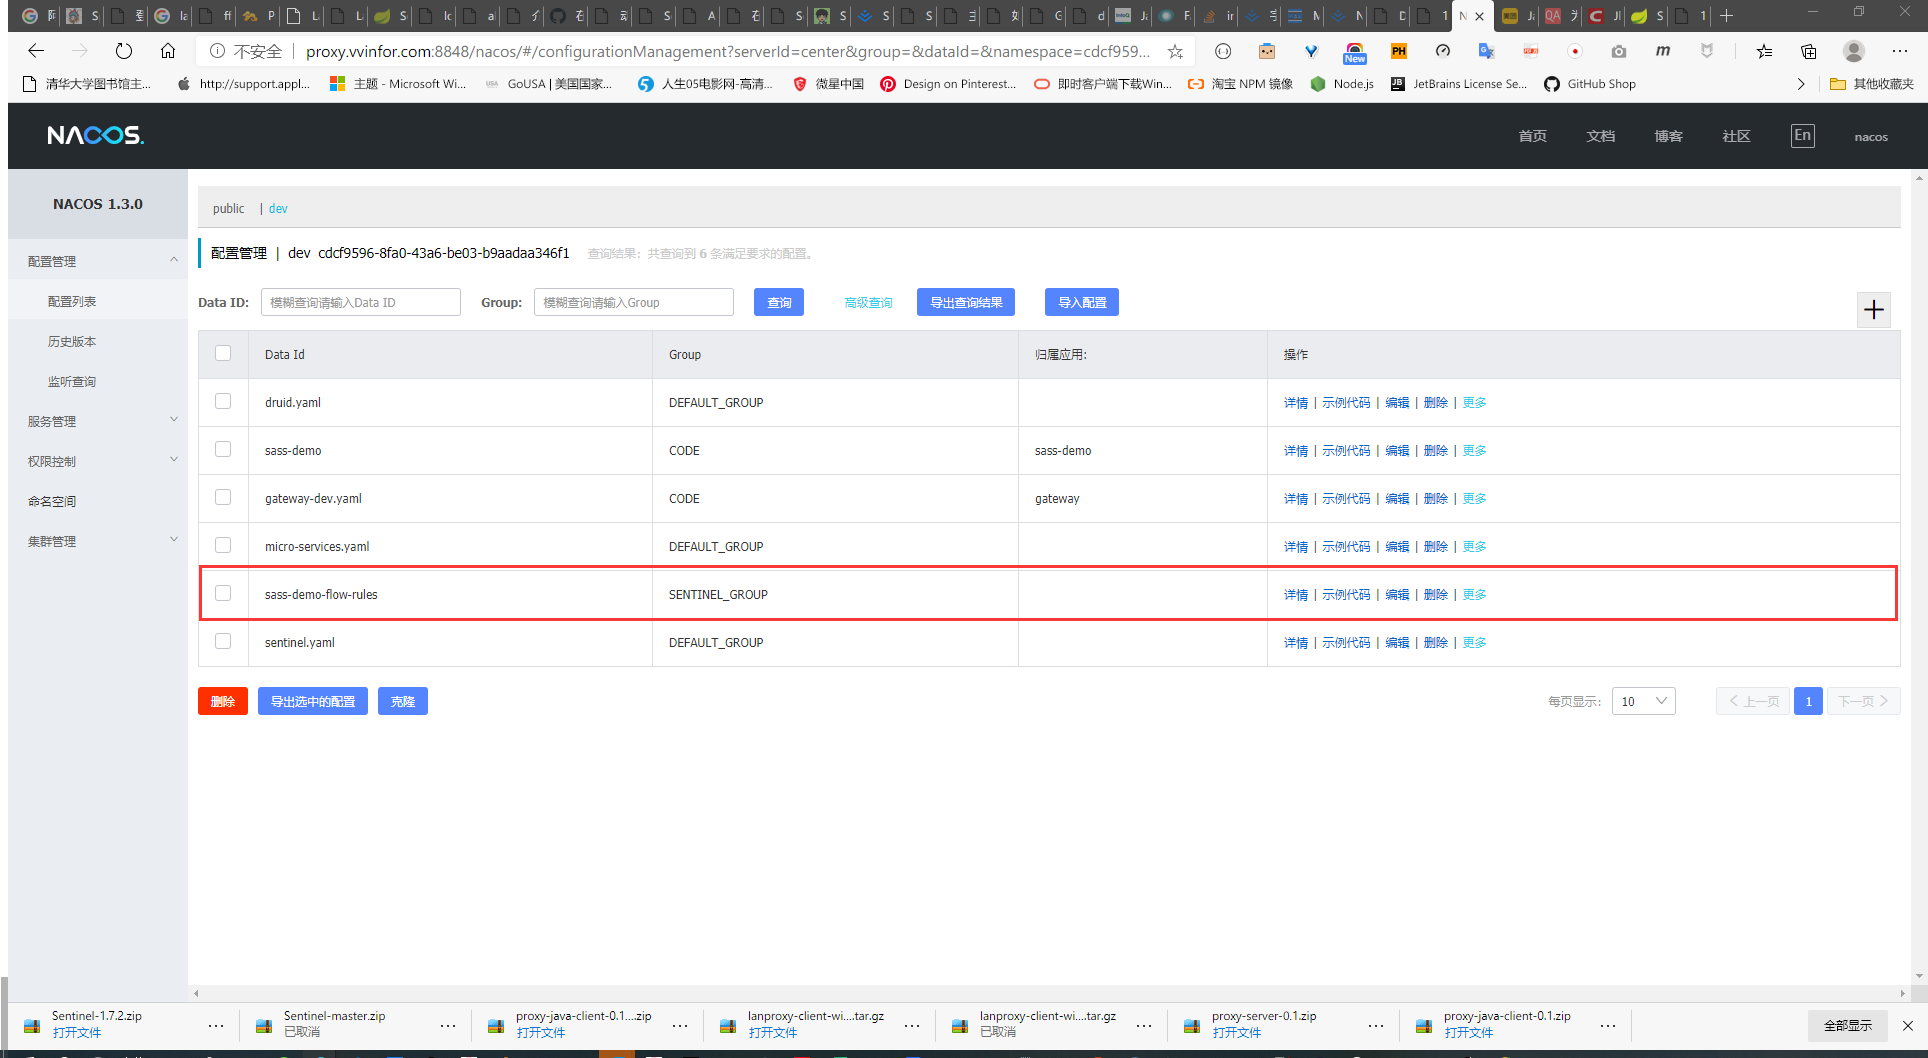 不安全
proxy.vvinfor.com:8848/nacos/#/configurationManagement?serverId=center&group=&dataId=&namespace=cdcf959...
New
清华大学图书馆主...
http://support.appl...
主题 - Microsoft Wi...
GoUSA | 美国国家...
人生05电影网-高清...
微星中国
Design on Pinterest...
即时客户端下载Win...
淘宝 NPM 镜像
Node.js
JetBrains License Se...
GitHub Shop
其他收藏夹
NACOS.
首页
文档
博客
社区
En
nacos
NACOS 1.3.0
配置管理
配置列表
历史版本
监听查询
服务管理
权限控制
命名空间
集群管理
public | dev
配置管理 | dev cdcf9596-8fa0-43a6-be03-b9aadaa346f1 查询结果：共查询到 6 条满足要求的配置。
Data ID: 模糊查询请输入Data ID Group: 模糊查询请输入Group 查询 高级查询 导出查询结果 导入配置
Data Id Group 归属应用: 操作
druid.yaml DEFAULT_GROUP 详情 | 示例代码 | 编辑 | 删除 | 更多
sass-demo CODE sass-demo 详情 | 示例代码 | 编辑 | 删除 | 更多
gateway-dev.yaml CODE gateway 详情 | 示例代码 | 编辑 | 删除 | 更多
micro-services.yaml DEFAULT_GROUP 详情 | 示例代码 | 编辑 | 删除 | 更多
sass-demo-flow-rules SENTINEL_GROUP 详情 | 示例代码 | 编辑 | 删除 | 更多
sentinel.yaml DEFAULT_GROUP 详情 | 示例代码 | 编辑 | 删除 | 更多
删除 导出选中的配置 克隆 每页显示: 10 上一页 1 下一页
Sentinel-1.7.2.zip
打开文件
Sentinel-master.zip
已取消
proxy-java-client-0.1....zip
打开文件
lanproxy-client-wi....tar.gz
打开文件
lanproxy-client-wi....tar.gz
已取消
proxy-server-0.1.zip
打开文件
proxy-java-client-0.1.zip
打开文件
全部显示